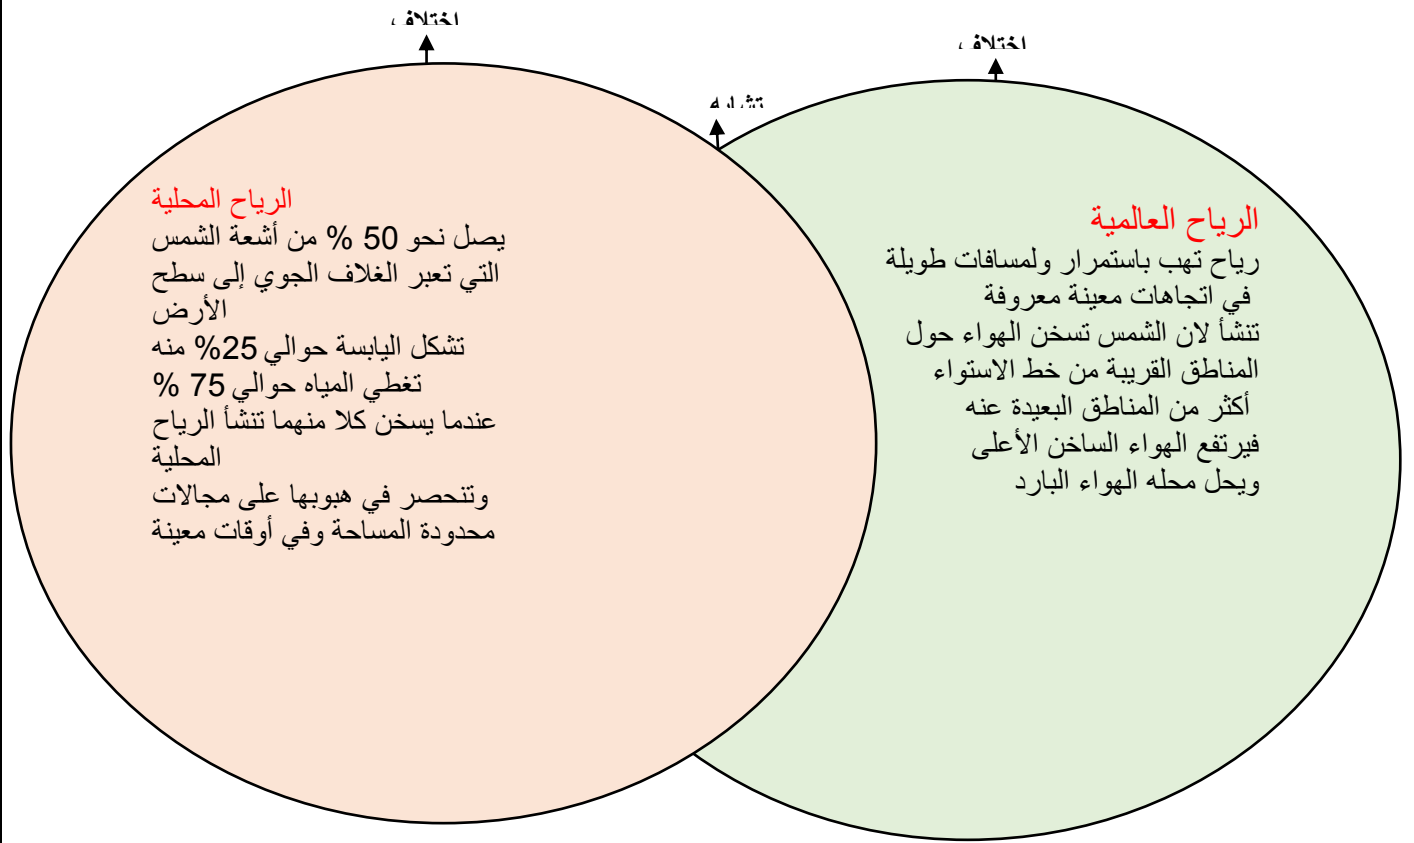 اختلاف
اختلاف
تشابه
الرياح العالمية
رياح تهب باستمرار ولمسافات طويلة
في اتجاهات معينة معروفة
تنشأ لان الشمس تسخن الهواء حول
المناطق القريبة من خط الاستواء
أكثر من المناطق البعيدة عنه
فيرتفع الهواء الساخن الأعلى
ويحل محله الهواء البارد
الرياح المحلية
يصل نحو 50 % من أشعة الشمس
التي تعبر الغلاف الجوي إلى سطح
الأرض
تشكل اليابسة حوالي 25% منه
تغطي المياه حوالي 75 %
عندما يسخن كلا منهما تنشأ الرياح
المحلية
وتنحصر في هبوبها على مجالات
محدودة المساحة وفي أوقات معينة